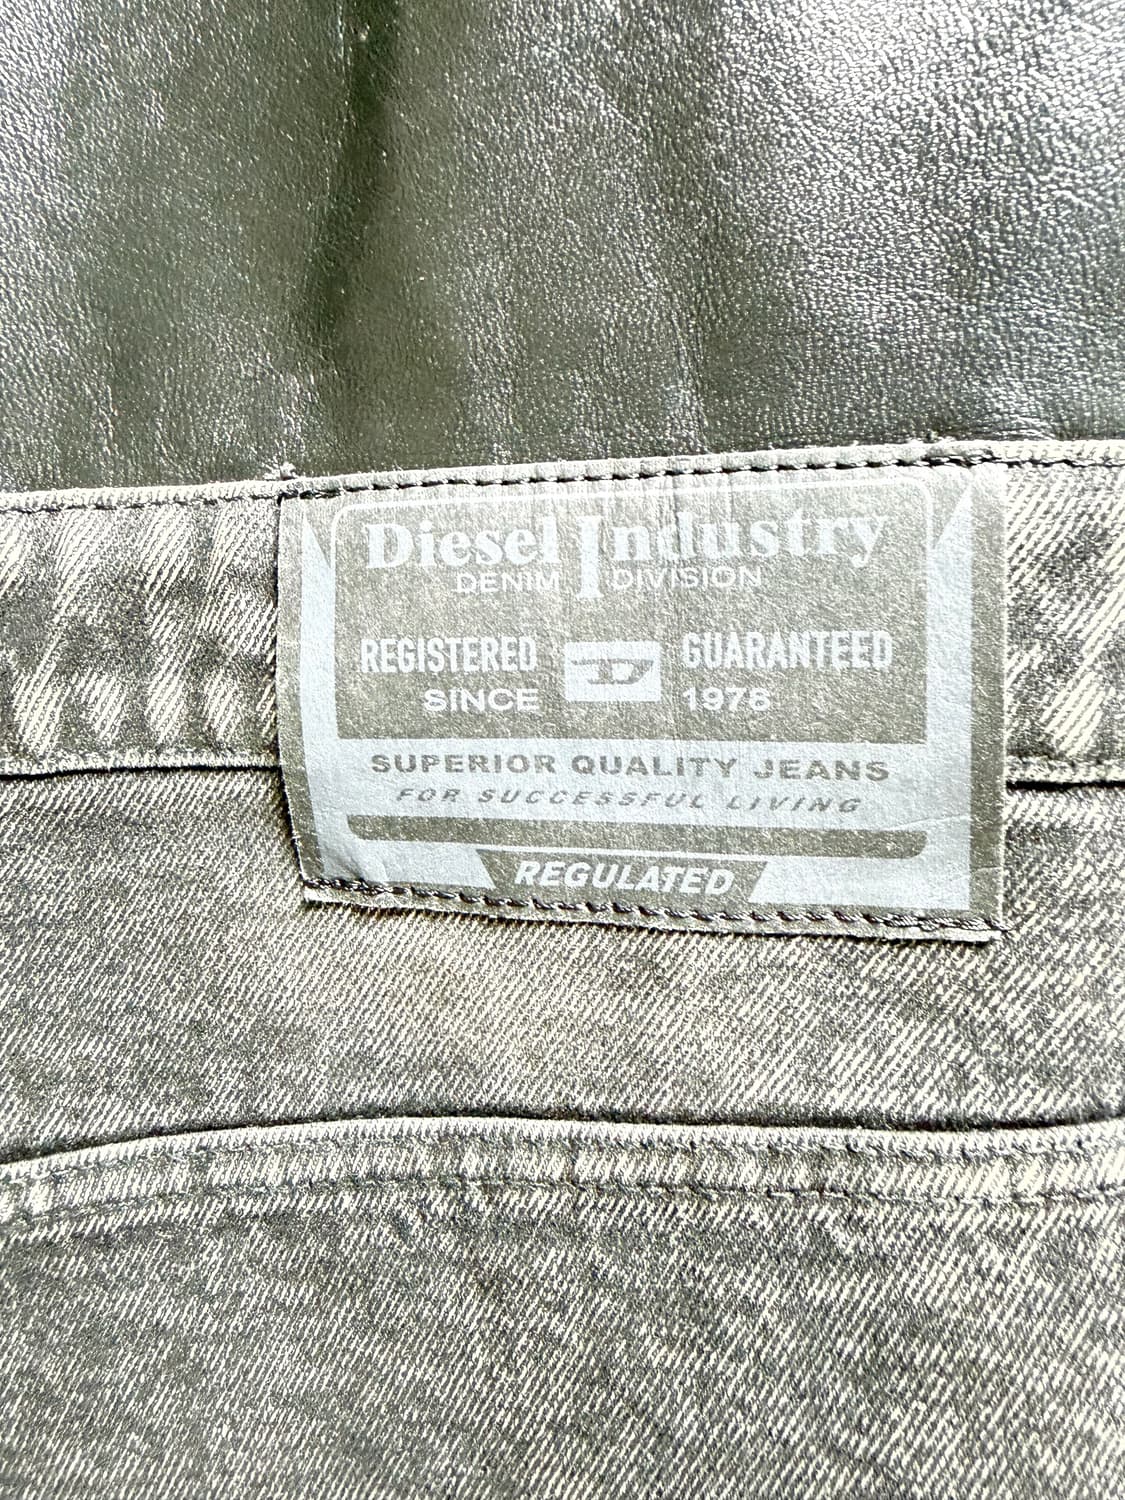 Diesel Industry
DENIM DIVISION
REGISTERED GUARANTEED
SINCE D 1978
SUPERIOR QUALITY JEANS
FOR SUCCESSFUL LIVING
REGULATED